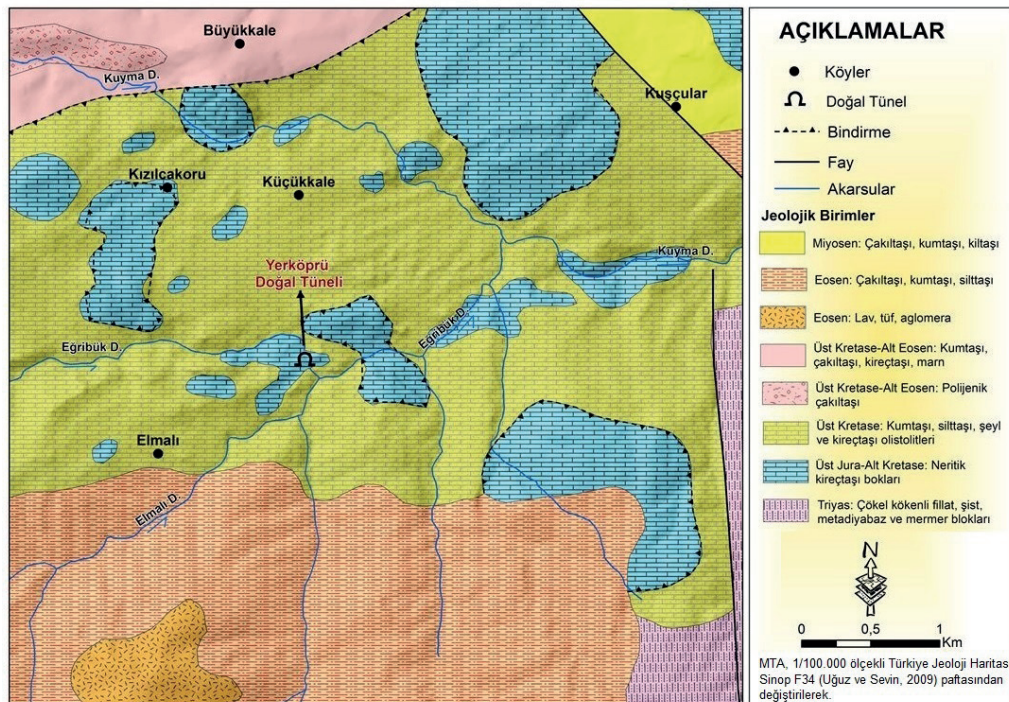 Büyükkale
Kuyma D.
Kuşçular
Kızılçakoru
Küçükkale
Kuyma D.
Yerköprü
Doğal Tüneli
Eğribük D.
Eğribük D.
Elmalı
Elmalı D.
AÇIKLAMALAR
Köyler
Doğal Tünel
Bindirme
Fay
Akarsular
Jeolojik Birimler
Miyosen: Çakıltaşı, kumtaşı, kiltaşı
Eosen: Çakıltaşı, kumtaşı, silttaşı
Eosen: Lav, tüf, aglomera
Üst Kretase-Alt Eosen: Kumtaşı,
çakıltaşı, kireçtaşı, marn
Üst Kretase-Alt Eosen: Polijenik
çakıltaşı
Üst Kretase: Kumtaşı, silttaşı, şeyl
ve kireçtaşı olistolitleri
Üst Jura-Alt Kretase: Neritik
kireçtaşı bokları
Triyas: Çökel kökenli fillat, şist,
metadiyabaz ve mermer blokları
N
0 0,5 1
Km
MTA, 1/100.000 ölçekli Türkiye Jeoloji Haritası
Sinop F34 (Uğuz ve Sevin, 2009) paftasından
değiştirilerek.